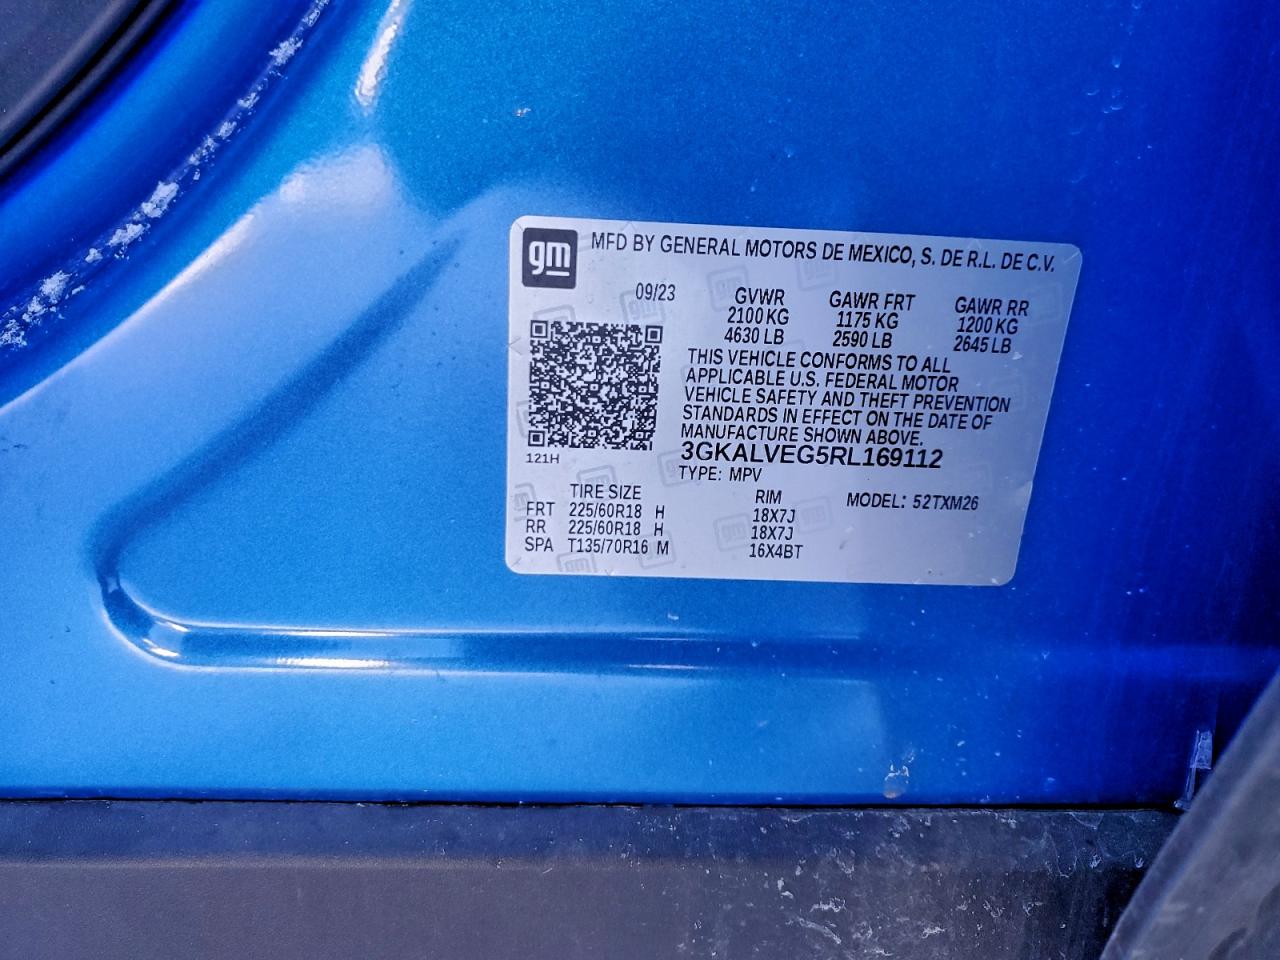 gm MFD BY GENERAL MOTORS DE MEXICO, S. DE R.L. DE C.V.
09/23 GVWR GAWR FRT GAWR RR
2100 KG 1175 KG 1200 KG
4630 LB 2590 LB 2645 LB
THIS VEHICLE CONFORMS TO ALL
APPLICABLE U.S. FEDERAL MOTOR
VEHICLE SAFETY AND THEFT PREVENTION
STANDARDS IN EFFECT ON THE DATE OF
MANUFACTURE SHOWN ABOVE.
121H 3GKALVEG5RL169112
TYPE: MPV
TIRE SIZE RIM MODEL: 52TXM26
FRT 225/60R18 H 18X7J
RR 225/60R18 H 18X7J
SPA T135/70R16 M 16X4BT